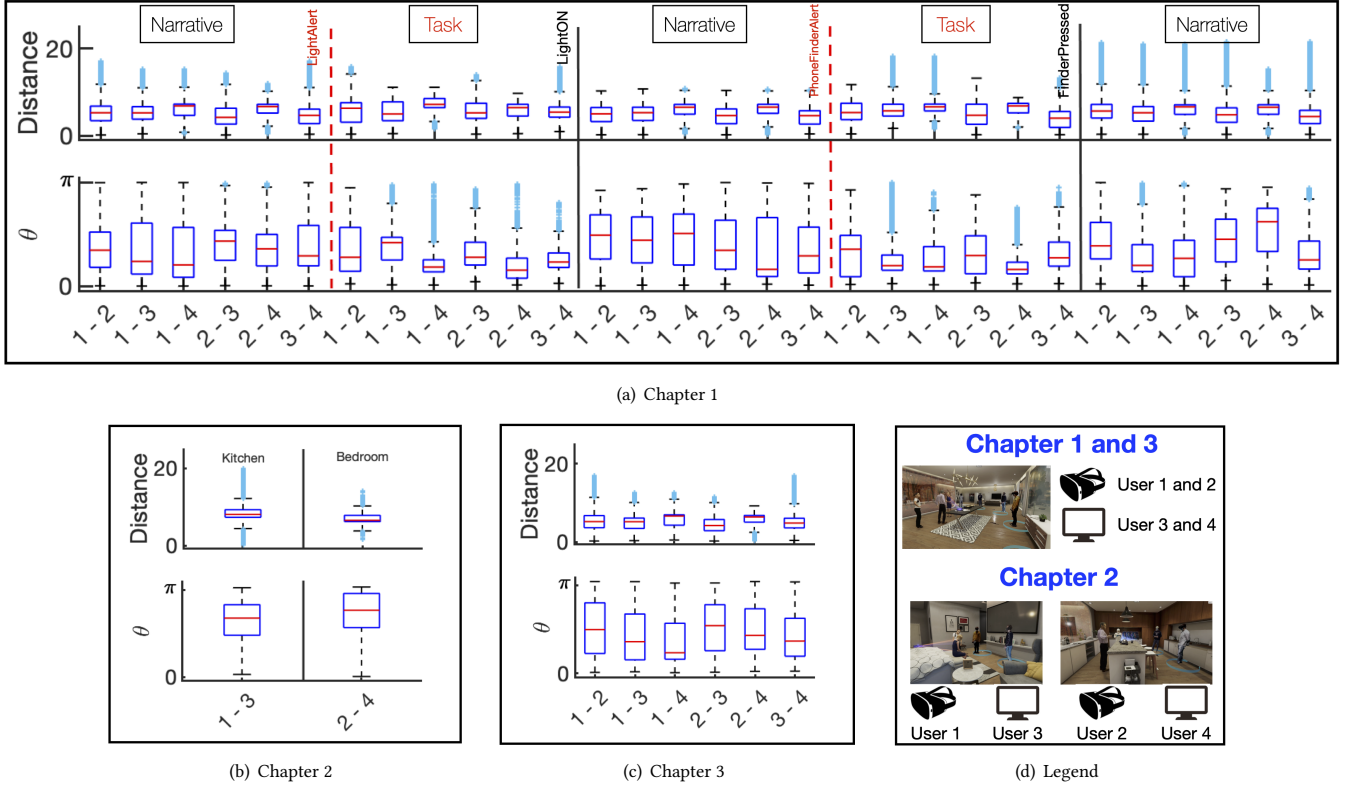 Narrative
Task
Narrative
Task
Narrative
LightAlert
LightON
PhoneFinderAlert
FinderPressed
Distance
20
0
θ
π
0
1 - 2
1 - 3
1 - 4
2 - 3
2 - 4
3 - 4
1 - 2
1 - 3
1 - 4
2 - 3
2 - 4
3 - 4
1 - 2
1 - 3
1 - 4
2 - 3
2 - 4
3 - 4
1 - 2
1 - 3
1 - 4
2 - 3
2 - 4
3 - 4
1 - 2
1 - 3
1 - 4
2 - 3
2 - 4
3 - 4
(a) Chapter 1
Kitchen
Bedroom
Distance
20
0
θ
π
0
1 - 3
2 - 4
(b) Chapter 2
Distance
20
0
θ
π
0
1 - 2
1 - 3
1 - 4
2 - 3
2 - 4
3 - 4
(c) Chapter 3
Chapter 1 and 3
User 1 and 2
User 3 and 4
Chapter 2
User 1
User 3
User 2
User 4
(d) Legend